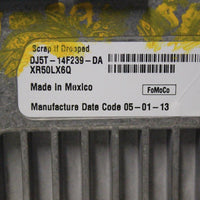 Scrap if Dropped
DJ5T-14F239-DA
XR50LX6Q
Made in Mexico
FoMoCo
Manufacture Date Code 05-01-13